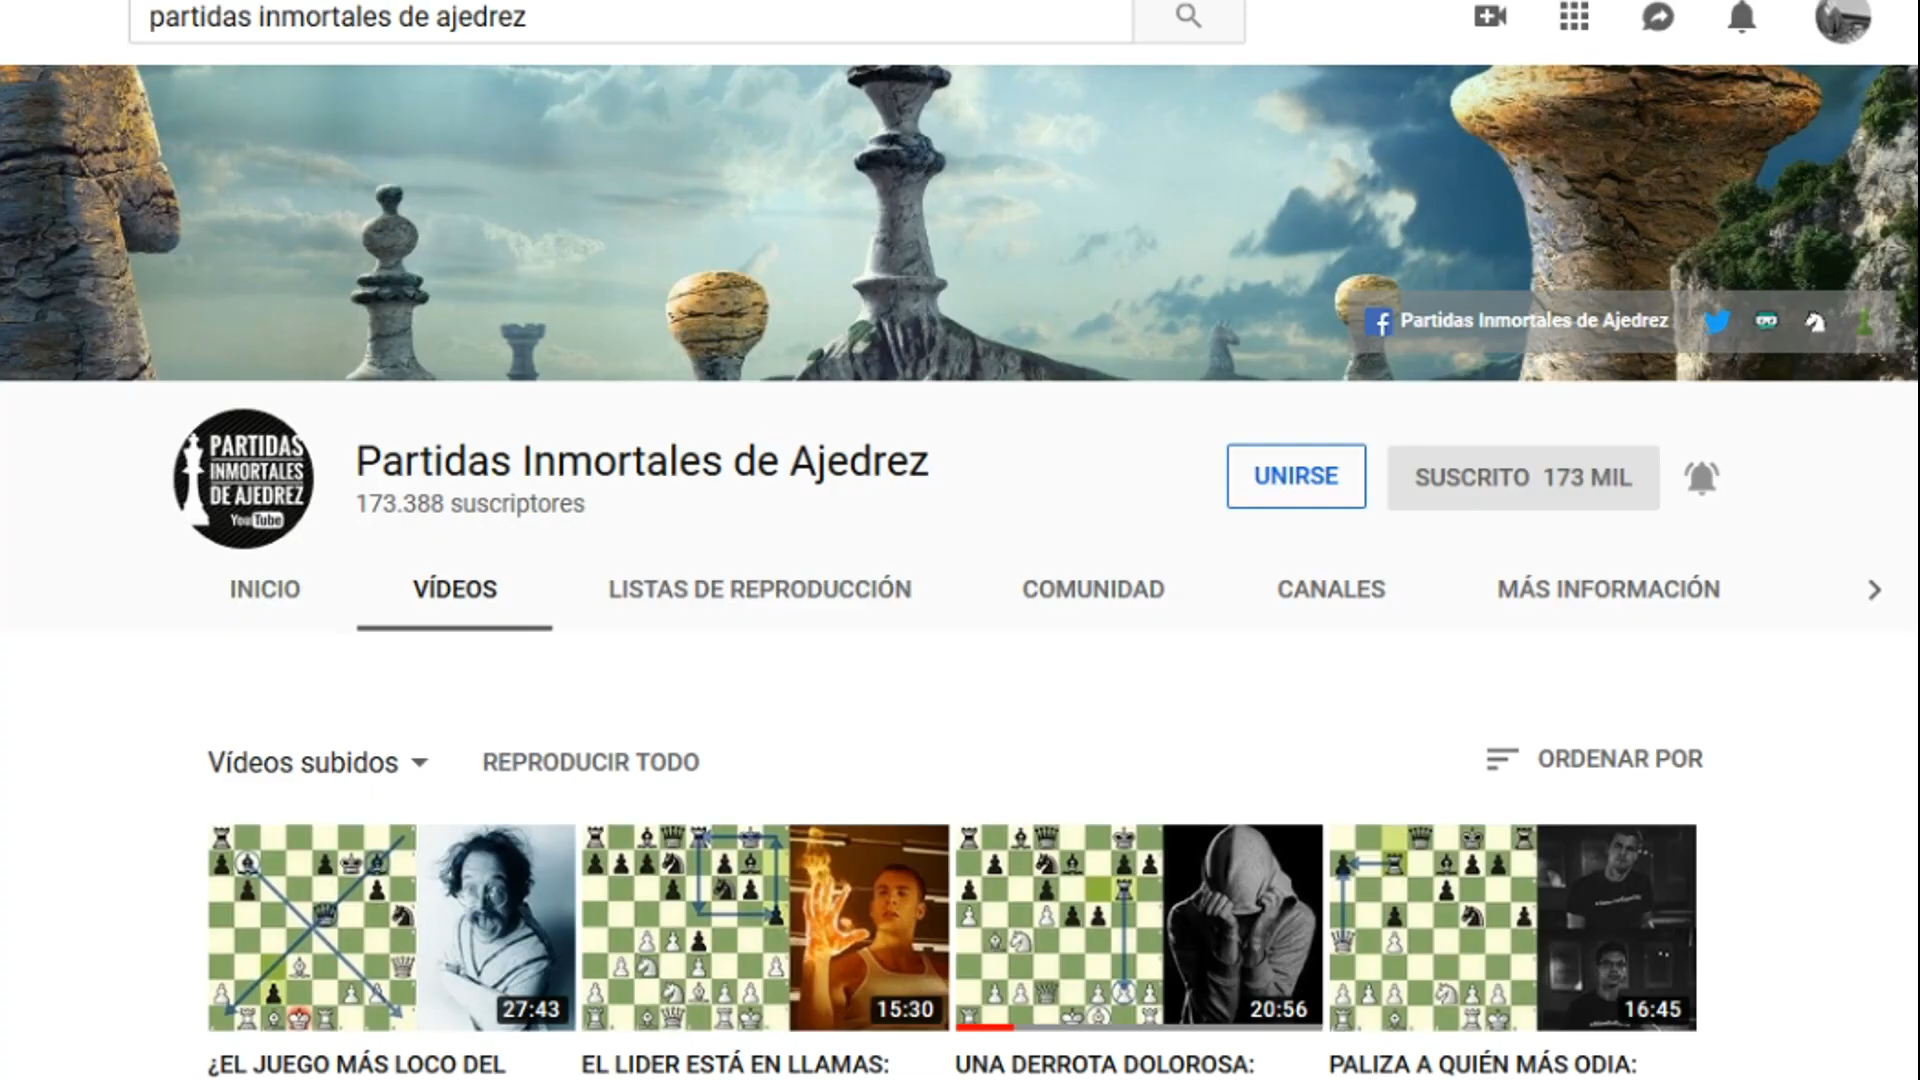 partidas inmortales de ajedrez
Partidas Inmortales de Ajedrez
PARTIDAS
INMORTALES
DE AJEDREZ
YouTube
Partidas Inmortales de Ajedrez
173.388 suscriptores
UNIRSE
SUSCRITO 173 MIL
INICIO
VÍDEOS
LISTAS DE REPRODUCCIÓN
COMUNIDAD
CANALES
MÁS INFORMACIÓN
Vídeos subidos
REPRODUCIR TODO
ORDENAR POR
27:43
15:30
20:56
16:45
¿EL JUEGO MÁS LOCO DEL
EL LIDER ESTÁ EN LLAMAS:
UNA DERROTA DOLOROSA:
PALIZA A QUIÉN MÁS ODIA: